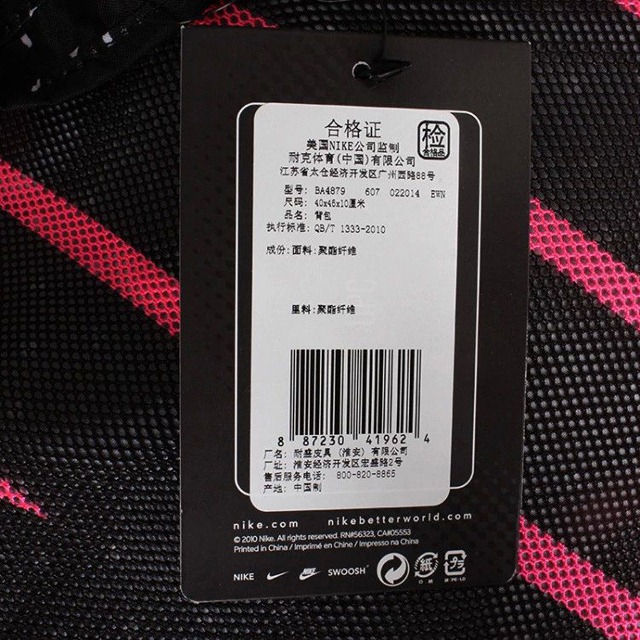 合格证
检
合格品
美国NIKE公司监制
耐克体育(中国)有限公司
江苏省太仓经济开发区广州西路88号
型号: BA4879 607 022014 EWN
尺码: 40x46x10厘米
品名: 背包
执行标准: QB/T 1333-2010
成份: 面料:聚酯纤维
里料:聚酯纤维
8 87230 41962 4
厂名: 耐盛皮具 (淮安) 有限公司
厂址: 淮安经济开发区宏盛路2号
售后服务电话: 800-820-8865
产地: 中国制
nike.com nikebetterworld.com
© 2010 Nike. All rights reserved. RN#56323, CA#05553
Printed in China / Imprimé en Chine / Impresso na China
NIKE NIKE SWOOSH 紙